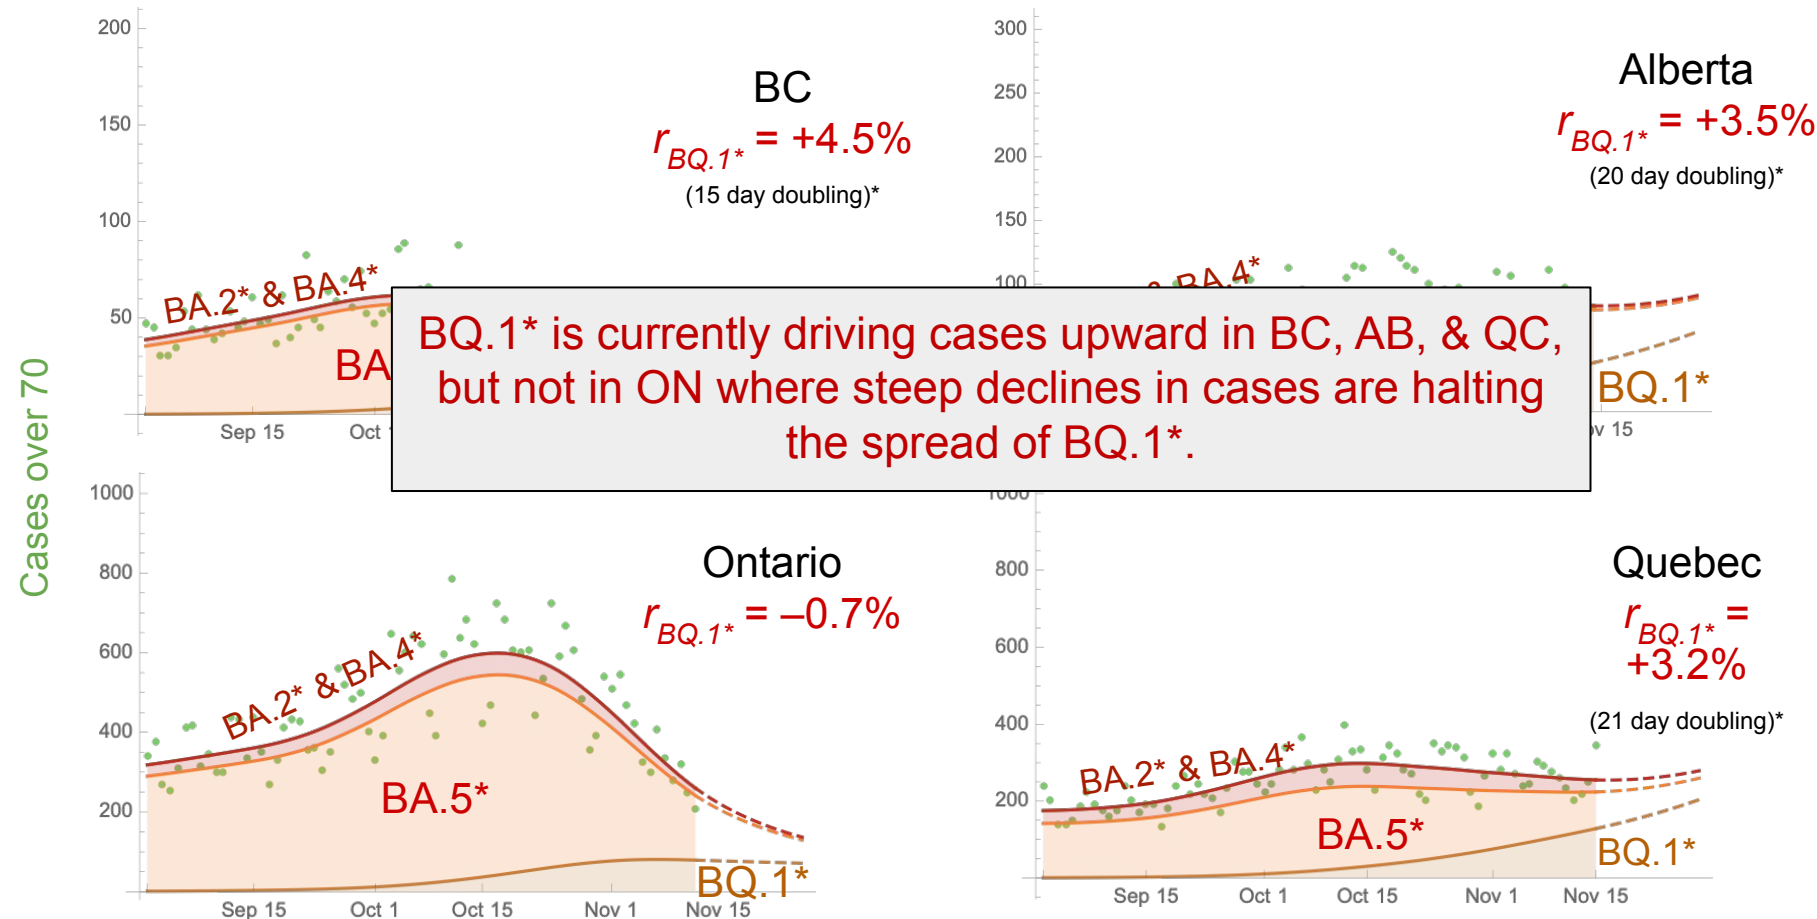 Cases over 70
200
150
100
50
BC
r_BQ.1* = +4.5%
(15 day doubling)*
BA.2* & BA.4*
BA
Sep 15
Oct
300
250
200
150
100
Alberta
r_BQ.1* = +3.5%
(20 day doubling)*
& BA.4*
BQ.1*
15
BQ.1* is currently driving cases upward in BC, AB, & QC,
but not in ON where steep declines in cases are halting
the spread of BQ.1*.
1000
800
600
400
200
Ontario
r_BQ.1* = –0.7%
BA.2* & BA.4*
BA.5*
BQ.1*
Sep 15
Oct 1
Oct 15
Nov 1
Nov 15
1000
800
600
400
200
Quebec
r_BQ.1* =
+3.2%
(21 day doubling)*
BA.2* & BA.4*
BA.5*
BQ.1*
Sep 15
Oct 1
Oct 15
Nov 1
Nov 15